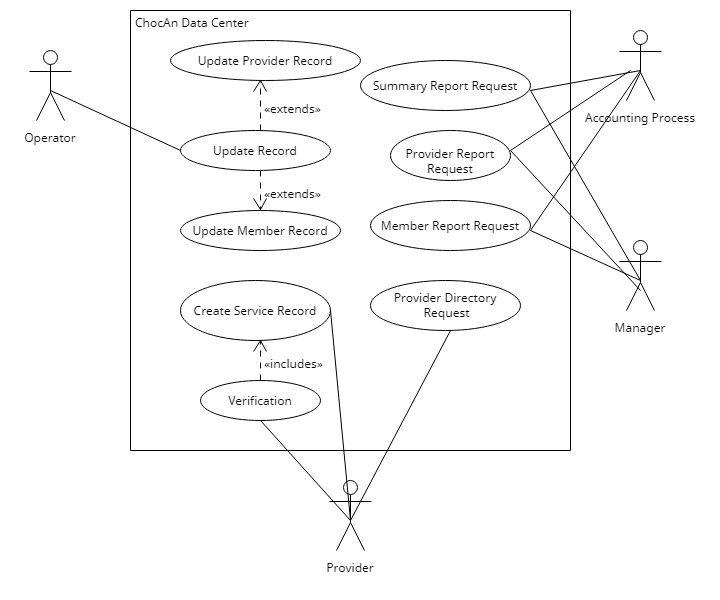 ChocAn Data Center
Update Provider Record
Summary Report Request
«extends»
Accounting Process
Operator
Update Record
Provider Report
Request
«extends»
Update Member Record
Member Report Request
Create Service Record
Provider Directory
Request
Manager
«includes»
Verification
Provider